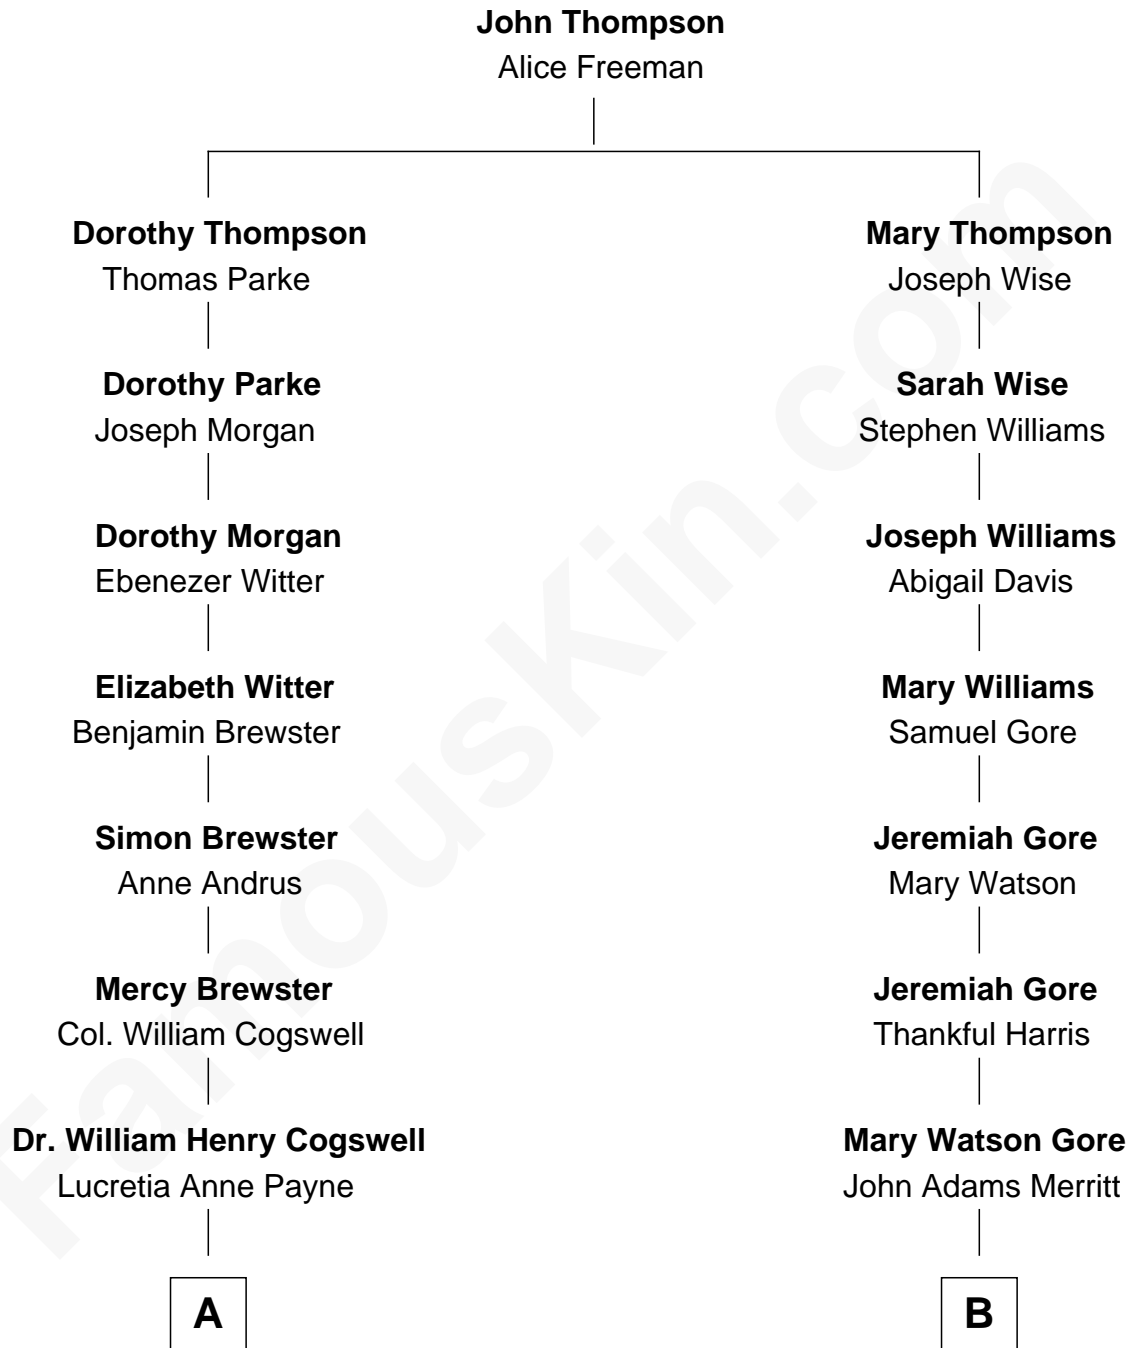 John Thompson
Alice Freeman
Dorothy Thompson
Thomas Parke
Mary Thompson
Joseph Wise
Dorothy Parke
Joseph Morgan
Sarah Wise
Stephen Williams
Dorothy Morgan
Ebenezer Witter
Joseph Williams
Abigail Davis
Elizabeth Witter
Benjamin Brewster
Mary Williams
Samuel Gore
Simon Brewster
Anne Andrus
Jeremiah Gore
Mary Watson
Mercy Brewster
Col. William Cogswell
Jeremiah Gore
Thankful Harris
Dr. William Henry Cogswell
Lucretia Anne Payne
Mary Watson Gore
John Adams Merritt
A
B
FamousKin.com